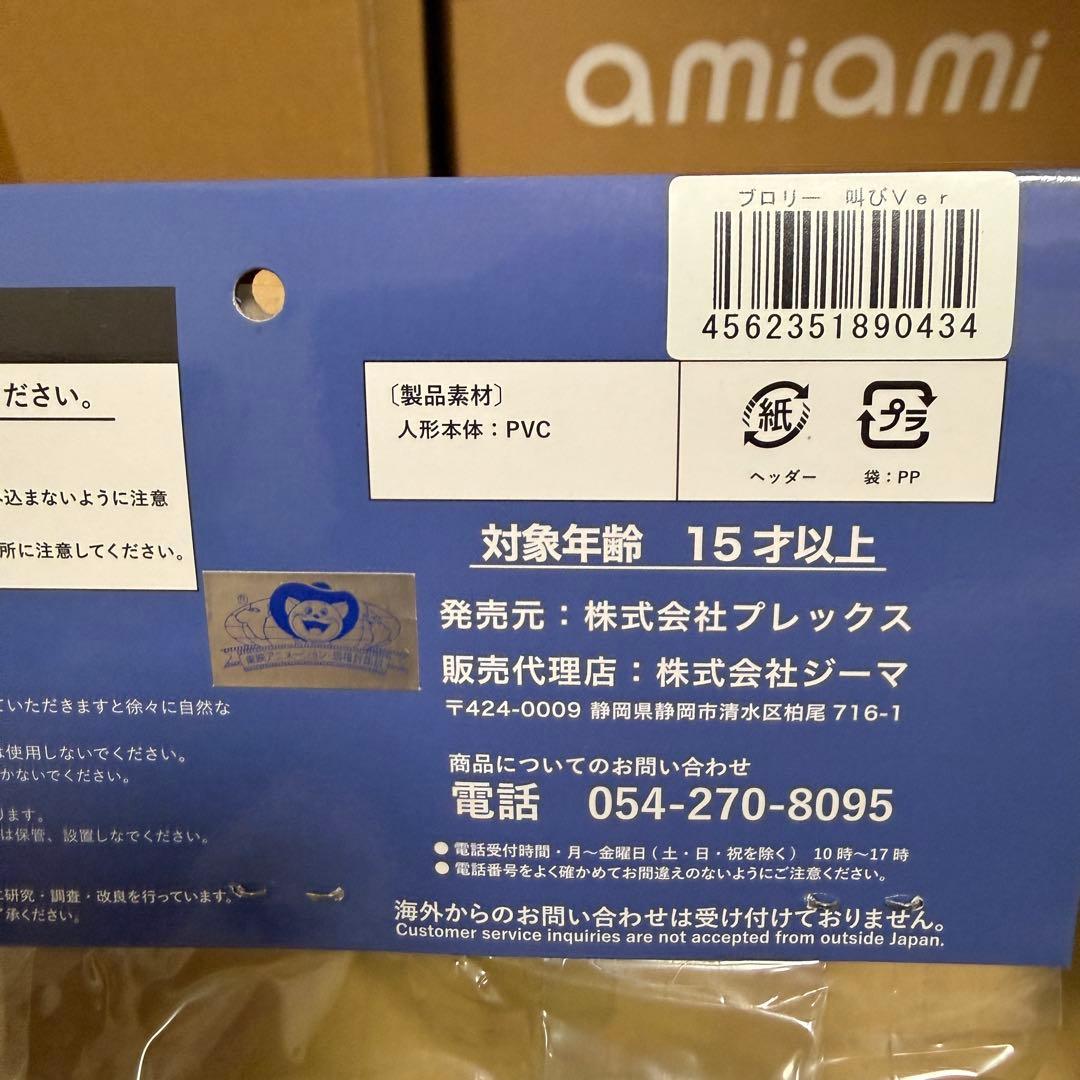 amiami
ブロリー 叫びVer
4562351890434
ださい。
〔製品素材〕
人形本体：PVC
紙
プラ
ヘッダー
袋：PP
込まないように注意
所に注意してください。
対象年齢 15才以上
発売元：株式会社プレックス
販売代理店：株式会社ジーマ
〒424-0009 静岡県静岡市清水区柏尾 716-1
ていただきますと徐々に自然な
は使用しないでください。
かないでください。
ります。
は保管、設置しなでください。
商品についてのお問い合わせ
電話 054-270-8095
●電話受付時間・月～金曜日（土・日・祝を除く） 10時～17時
●電話番号をよく確かめてお間違えのないようにご注意ください。
に研究・調査・改良を行っています。
承ください。
海外からのお問い合わせは受け付けておりません。
Customer service inquiries are not accepted from outside Japan.